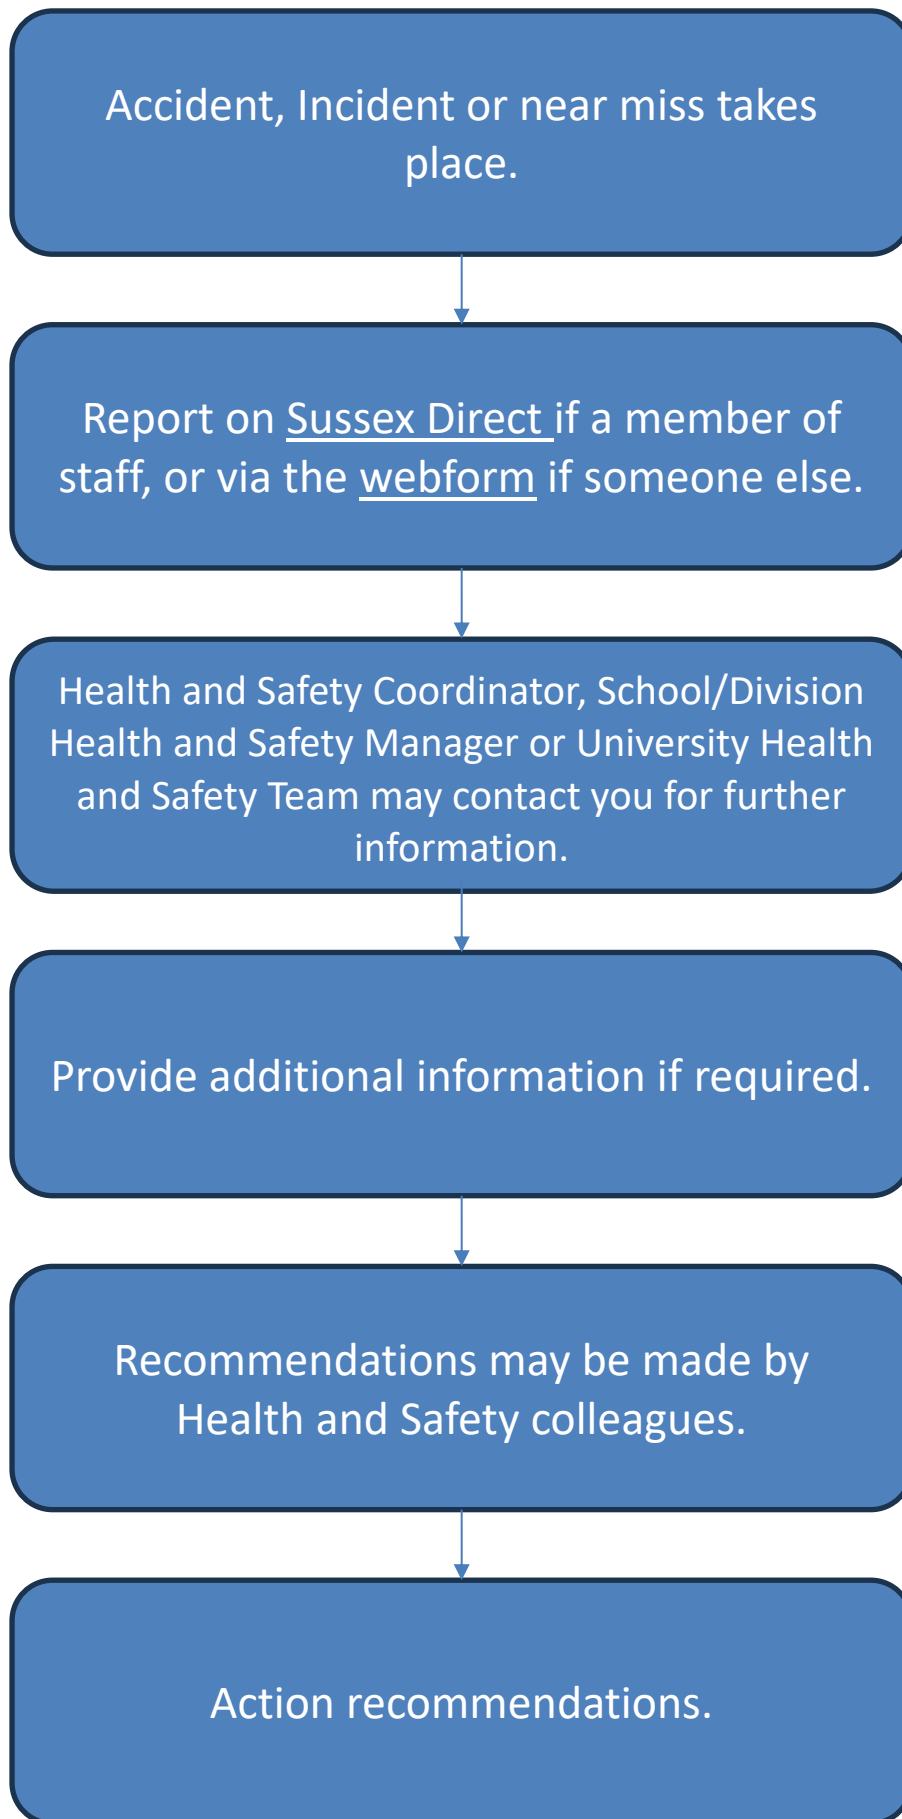 Accident, Incident or near miss takes
place.
Report on Sussex Direct if a member of
staff, or via the webform if someone else.
Health and Safety Coordinator, School/Division
Health and Safety Manager or University Health
and Safety Team may contact you for further
information.
Provide additional information if required.
Recommendations may be made by
Health and Safety colleagues.
Action recommendations.